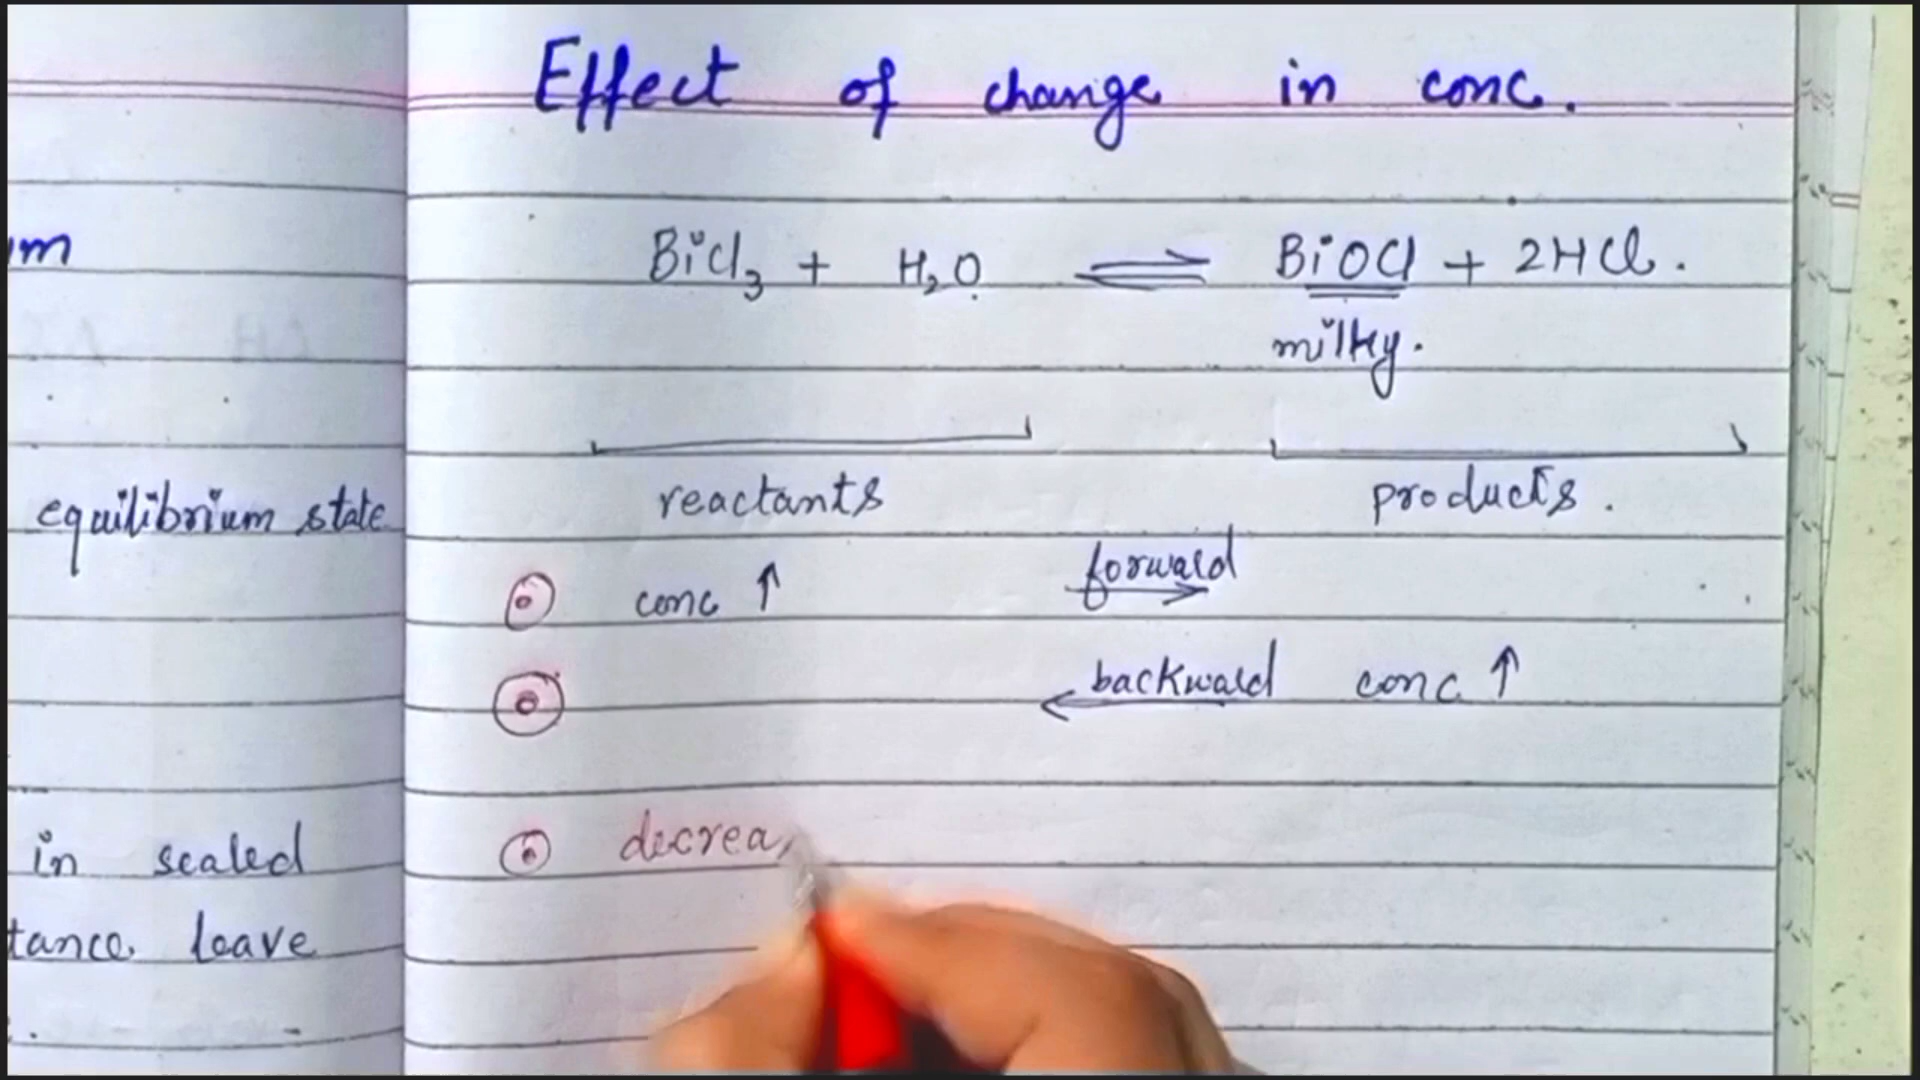 um
equilibrium state
in sealed
tance leave
Effect of change in conc.
BiCl₃ + H₂O ⇌ BiOCl + 2HCl.
milky.
reactants products.
conc ↑ forward
backward conc ↑
decrea